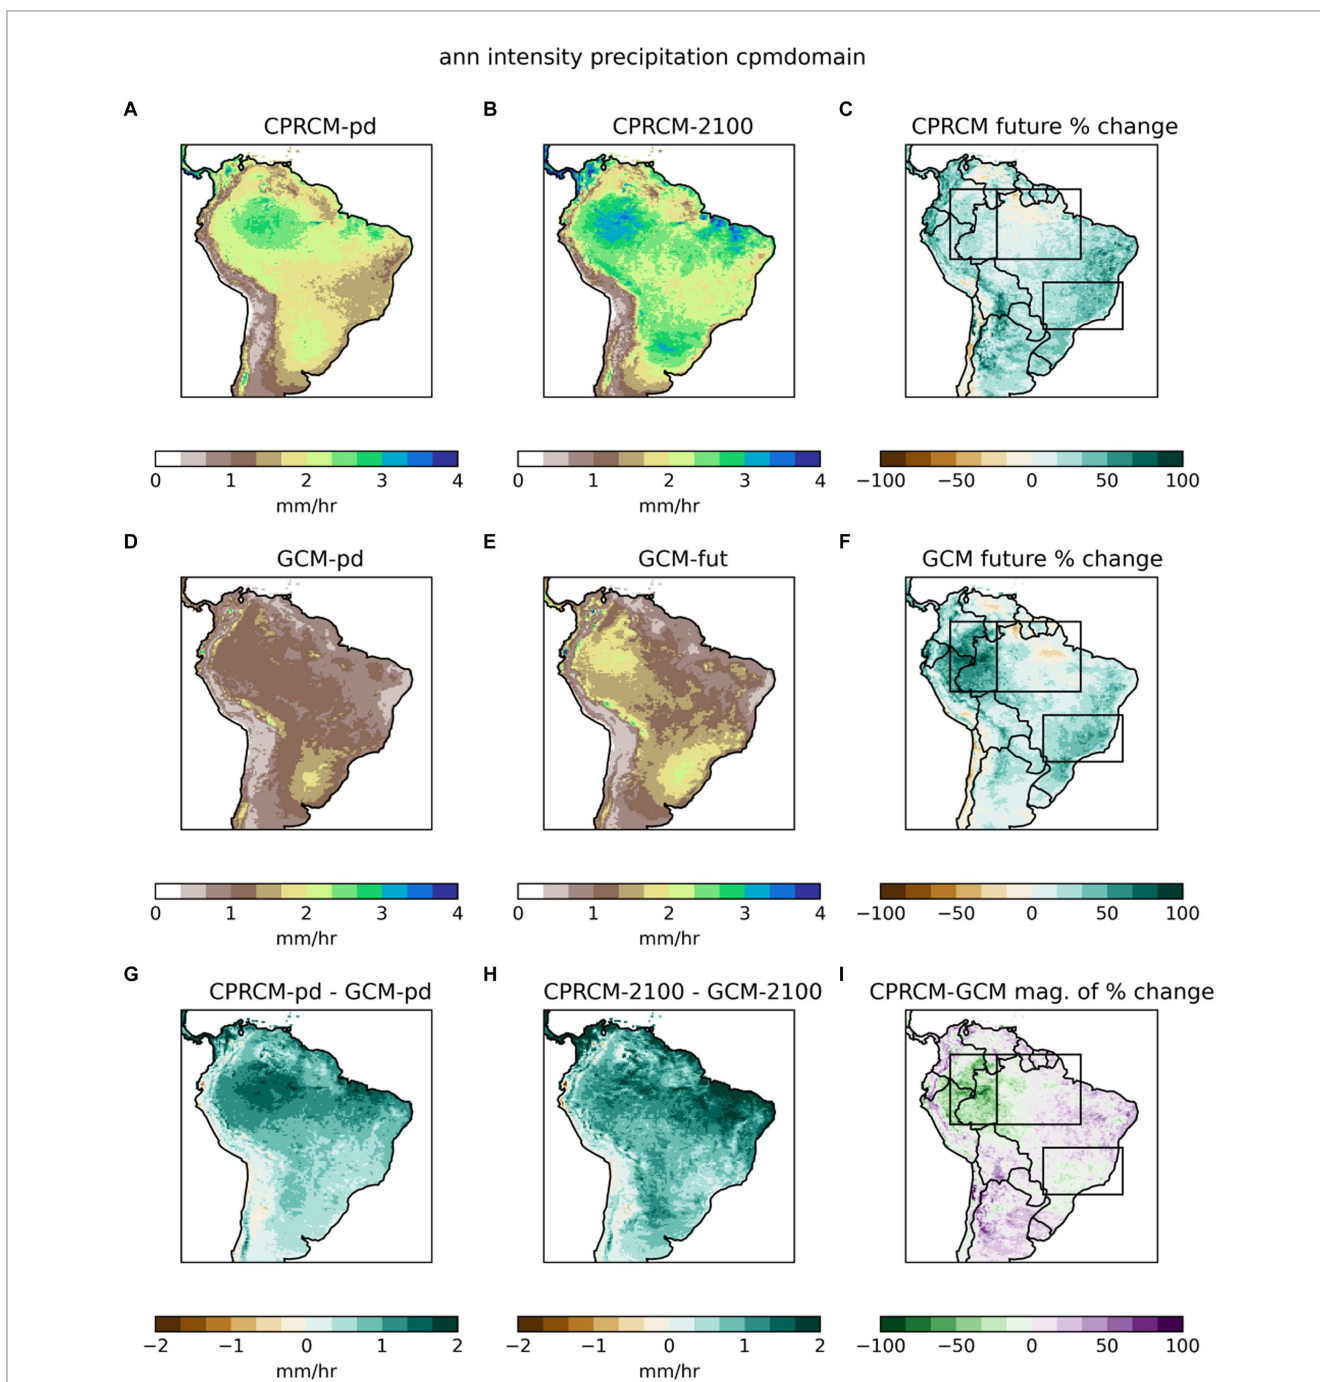 ann intensity precipitation cpmdomain
A
B
C
CPRCM-pd
CPRCM-2100
CPRCM future % change
0 1 2 3 4
0 1 2 3 4
−100 −50 0 50 100
mm/hr
mm/hr
D
E
F
GCM-pd
GCM-fut
GCM future % change
0 1 2 3 4
0 1 2 3 4
−100 −50 0 50 100
mm/hr
mm/hr
G
H
I
CPRCM-pd - GCM-pd
CPRCM-2100 - GCM-2100
CPRCM-GCM mag. of % change
−2 −1 0 1 2
−2 −1 0 1 2
−100 −50 0 50 100
mm/hr
mm/hr